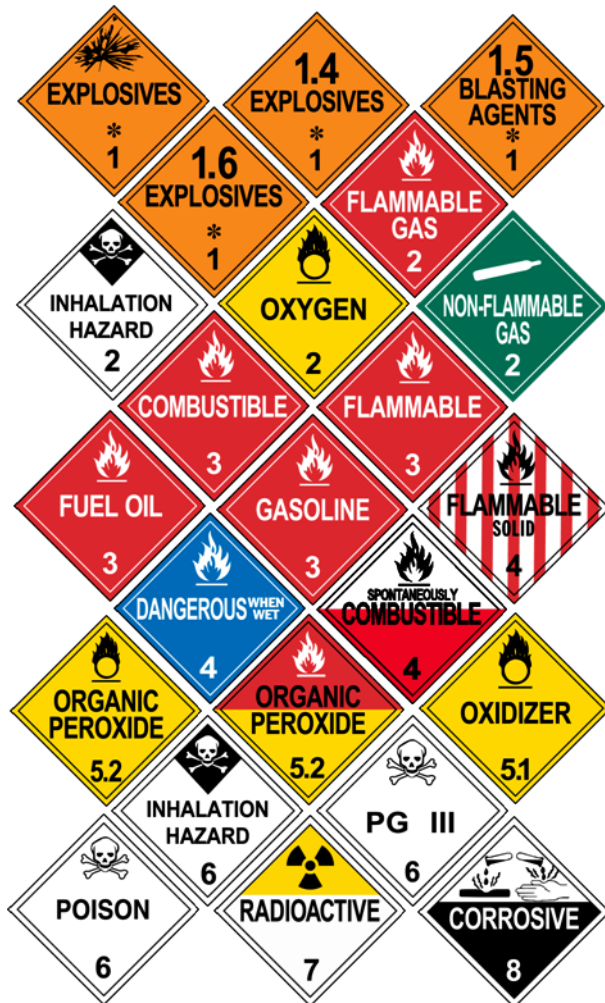 EXPLOSIVES
*
1
1.4
EXPLOSIVES
*
1
1.5
BLASTING
AGENTS
*
1
1.6
EXPLOSIVES
*
1
FLAMMABLE
GAS
2
INHALATION
HAZARD
2
OXYGEN
2
NON-FLAMMABLE
GAS
2
COMBUSTIBLE
3
FLAMMABLE
3
FUEL OIL
3
GASOLINE
3
FLAMMABLE
SOLID
4
DANGEROUS WHEN
WET
4
SPONTANEOUSLY
COMBUSTIBLE
4
ORGANIC
PEROXIDE
5.2
ORGANIC
PEROXIDE
5.2
OXIDIZER
5.1
INHALATION
HAZARD
6
PG III
6
POISON
6
RADIOACTIVE
7
CORROSIVE
8